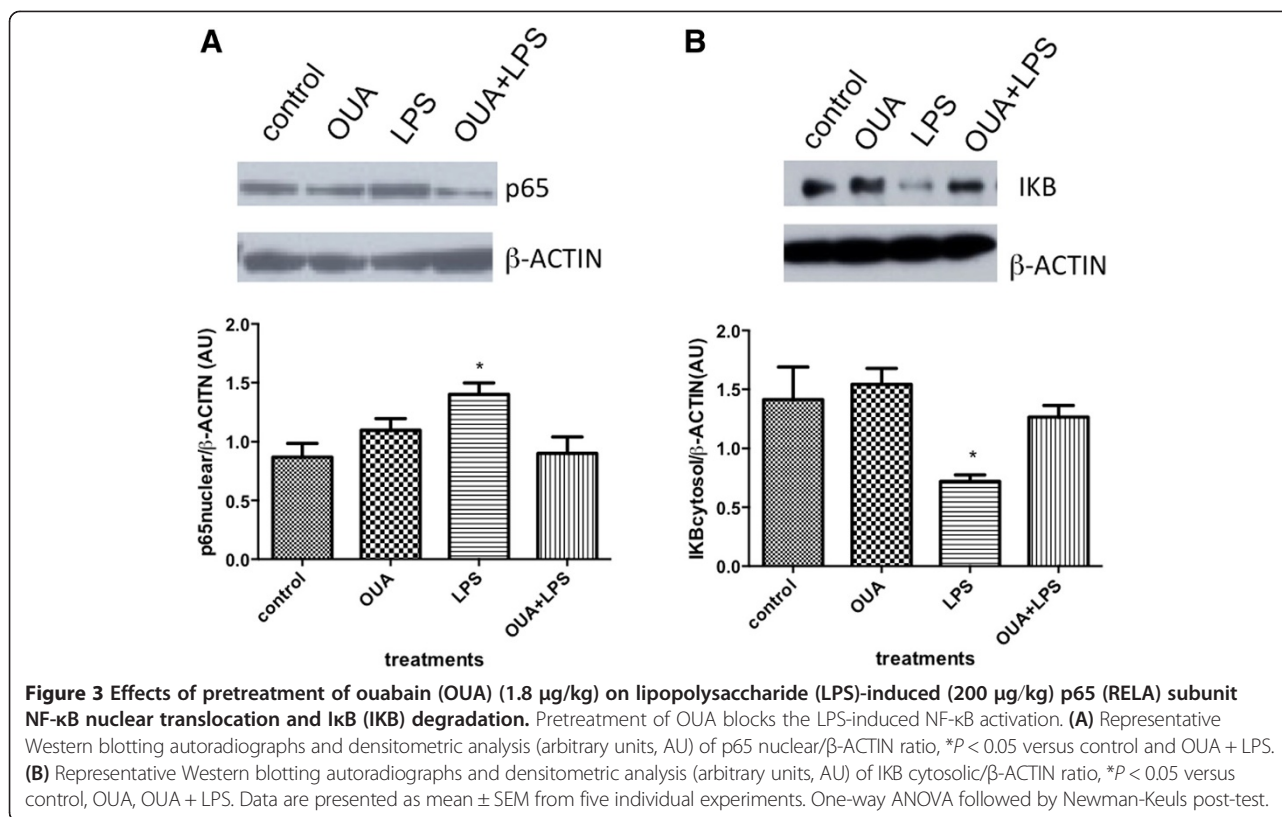 A
control
OUA
LPS
OUA+LPS
p65
β-ACTIN
p65nuclear/β-ACITN (AU)
2.0
1.5
1.0
0.5
0.0
*
control
OUA
LPS
OUA+LPS
treatments
B
control
OUA
LPS
OUA+LPS
IKB
β-ACTIN
IKBcytosol/β-ACTIN(AU)
2.0
1.5
1.0
0.5
0.0
*
control
OUA
LPS
OUA+LPS
treatments
Figure 3 Effects of pretreatment of ouabain (OUA) (1.8 μg/kg) on lipopolysaccharide (LPS)-induced (200 μg/kg) p65 (RELA) subunit
NF-κB nuclear translocation and IκB (IKB) degradation. Pretreatment of OUA blocks the LPS-induced NF-κB activation. (A) Representative
Western blotting autoradiographs and densitometric analysis (arbitrary units, AU) of p65 nuclear/β-ACTIN ratio, *P < 0.05 versus control and OUA + LPS.
(B) Representative Western blotting autoradiographs and densitometric analysis (arbitrary units, AU) of IKB cytosolic/β-ACTIN ratio, *P < 0.05 versus
control, OUA, OUA + LPS. Data are presented as mean ± SEM from five individual experiments. One-way ANOVA followed by Newman-Keuls post-test.